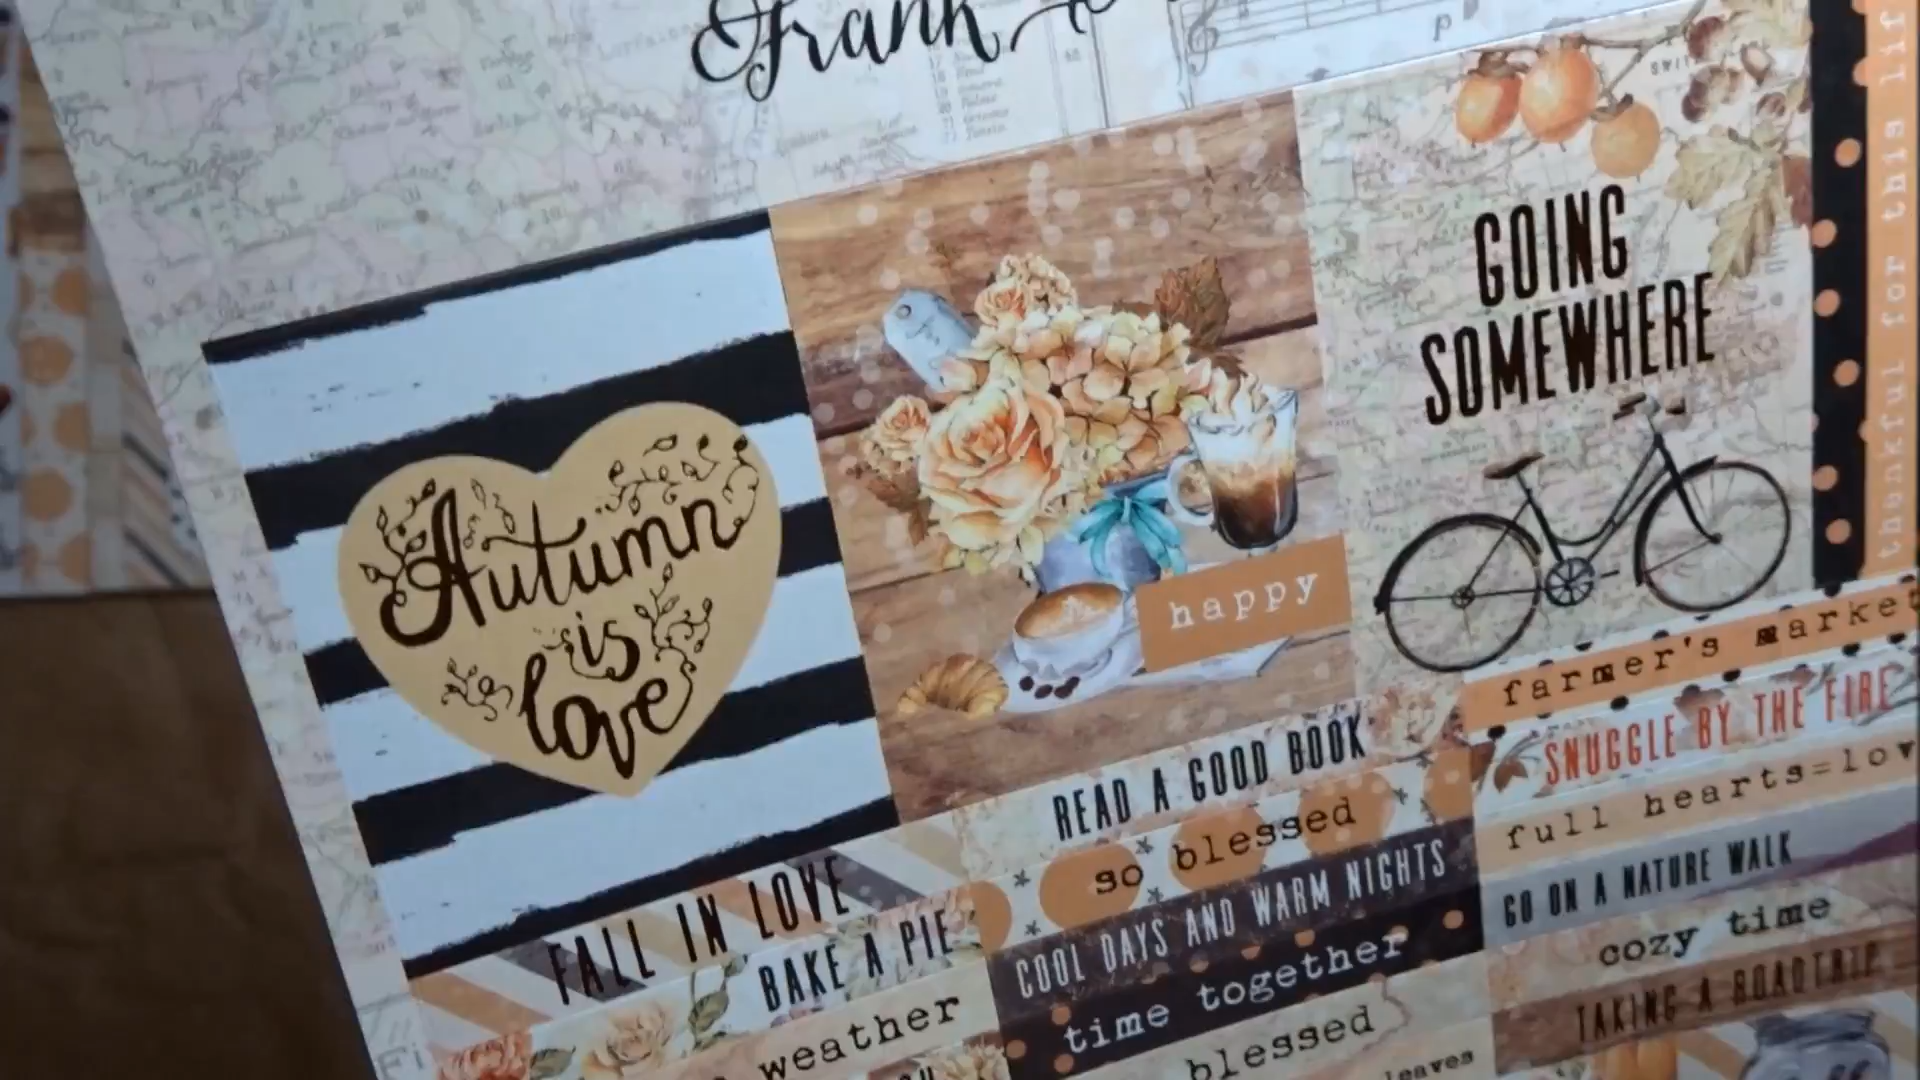 Frank
p
GOING
SOMEWHERE
thankful for this lif
Autumn
is
love
happy
farmer's market
SNUGGLE BY THE FIRE
full hearts=lov
GO ON A NATURE WALK
cozy time
TAKING A ROADTRIP
READ A GOOD BOOK
so blessed
COOL DAYS AND WARM NIGHTS
time together
blessed
leaves
FALL IN LOVE
BAKE A PIE
weather